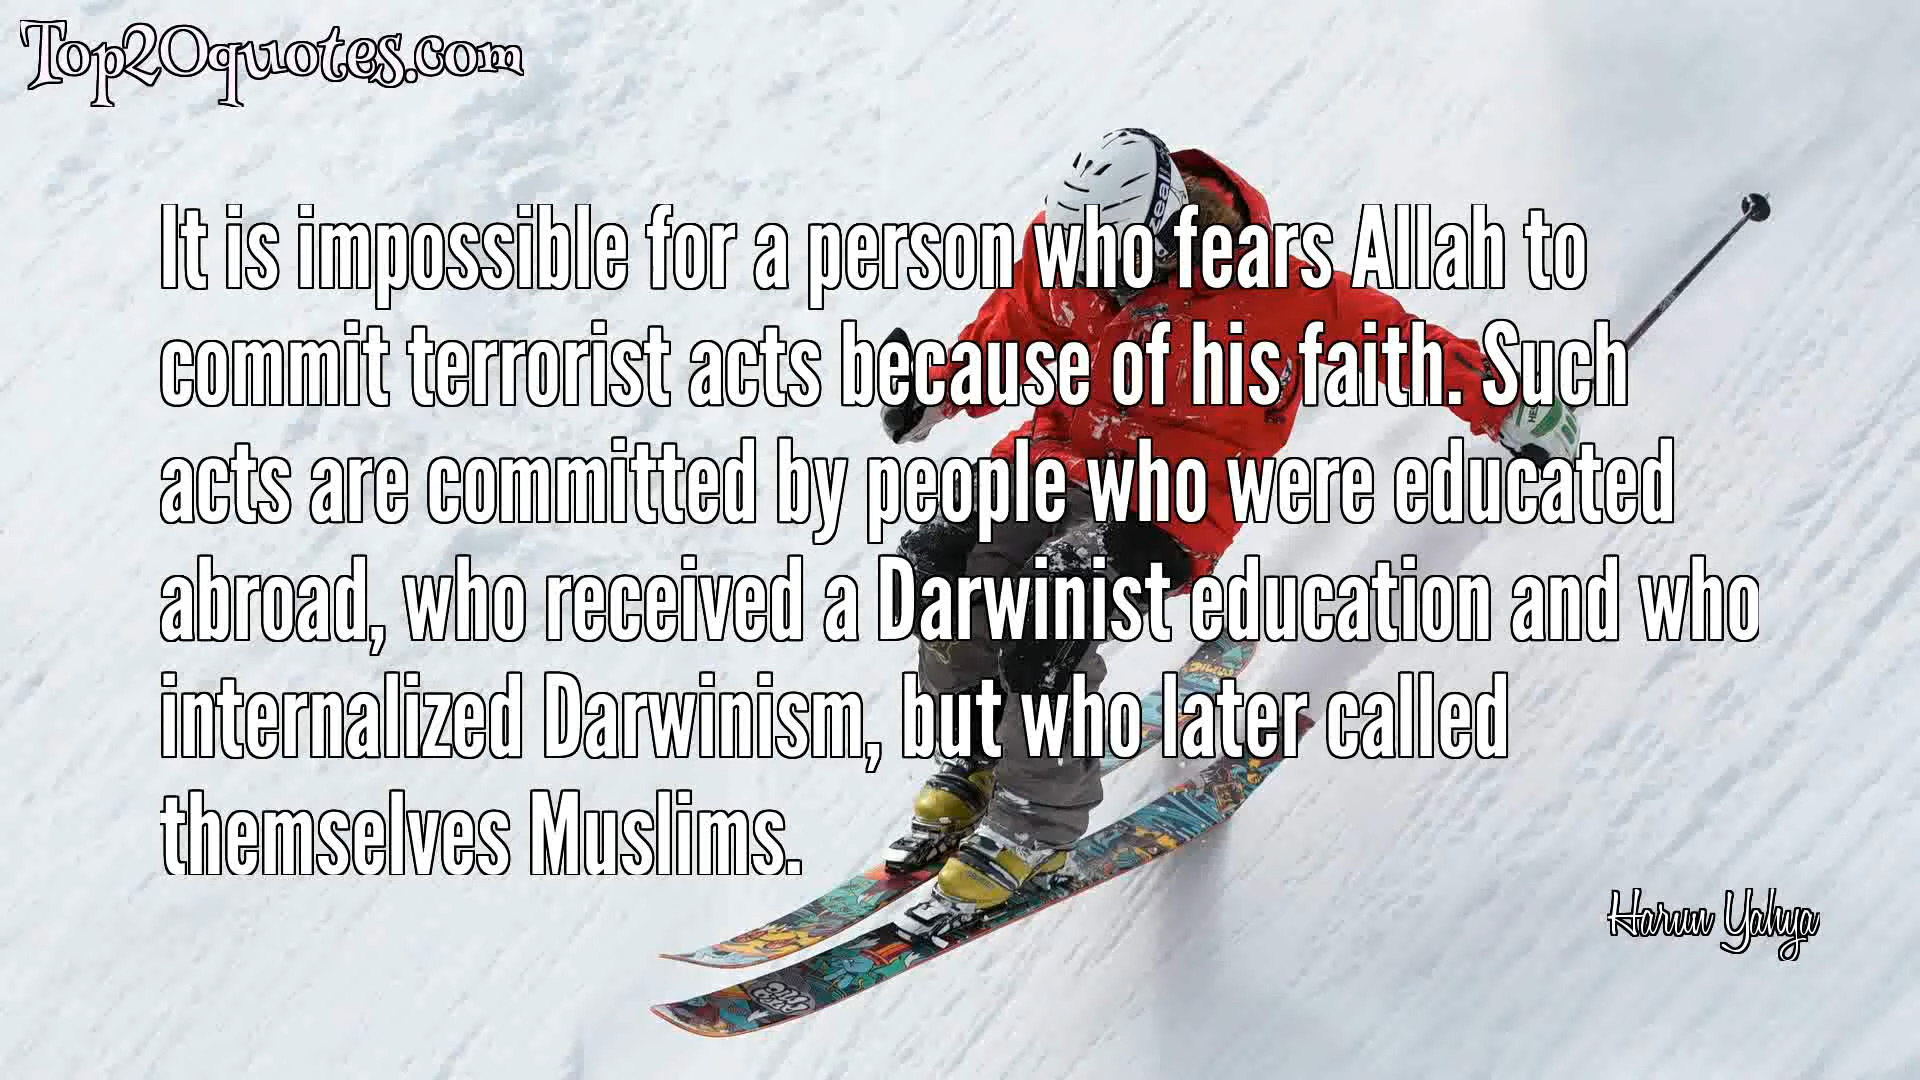 Top20quotes.com
It is impossible for a person who fears Allah to
commit terrorist acts because of his faith. Such
acts are committed by people who were educated
abroad, who received a Darwinist education and who
internalized Darwinism, but who later called
themselves Muslims.
Harun Yahya